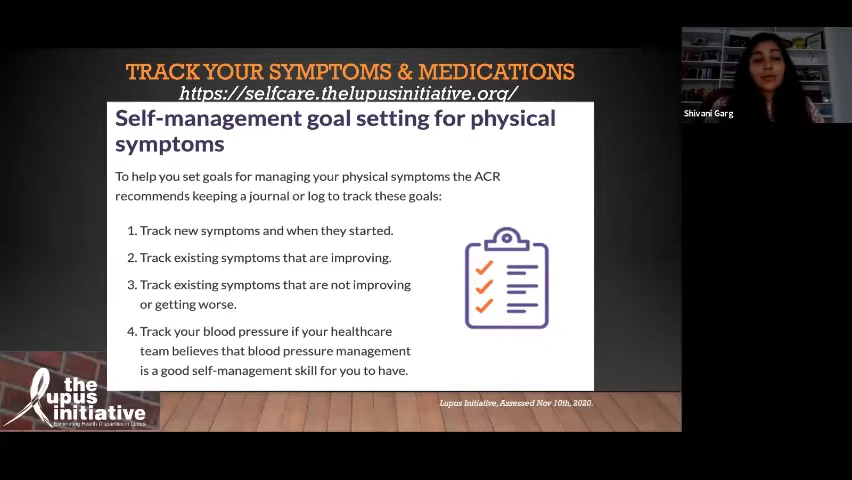 TRACK YOUR SYMPTOMS & MEDICATIONS
https://selfcare.thelupusinitiative.org/
Self-management goal setting for physical
symptoms
To help you set goals for managing your physical symptoms the ACR
recommends keeping a journal or log to track these goals:
1. Track new symptoms and when they started.
2. Track existing symptoms that are improving.
3. Track existing symptoms that are not improving
or getting worse.
4. Track your blood pressure if your healthcare
team believes that blood pressure management
is a good self-management skill for you to have.
the
lupus
initiative
Eliminating Health Disparities in Lupus
Lupus Initiative, Assessed Nov 10th, 2020.
Shivani Garg